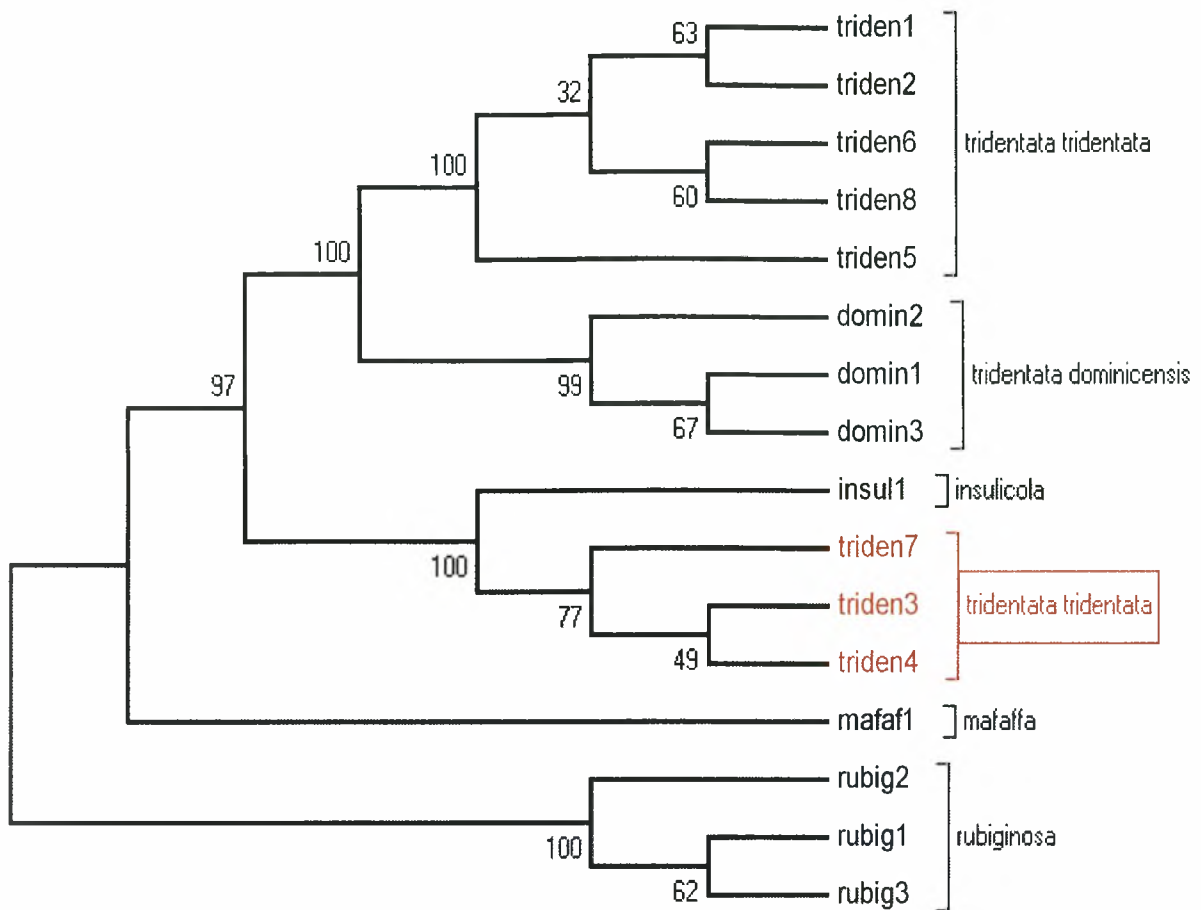 63 triden1
triden2
32
triden6
tridentata tridentata
100
60 triden8
100
triden5
domin2
97
99
domin1
tridentata dominicensis
67 domin3
insul1 insulicola
100
triden7
77
triden3 tridentata tridentata
49 triden4
mafaf1 mafaffa
rubig2
100
rubig1 rubiginosa
62 rubig3